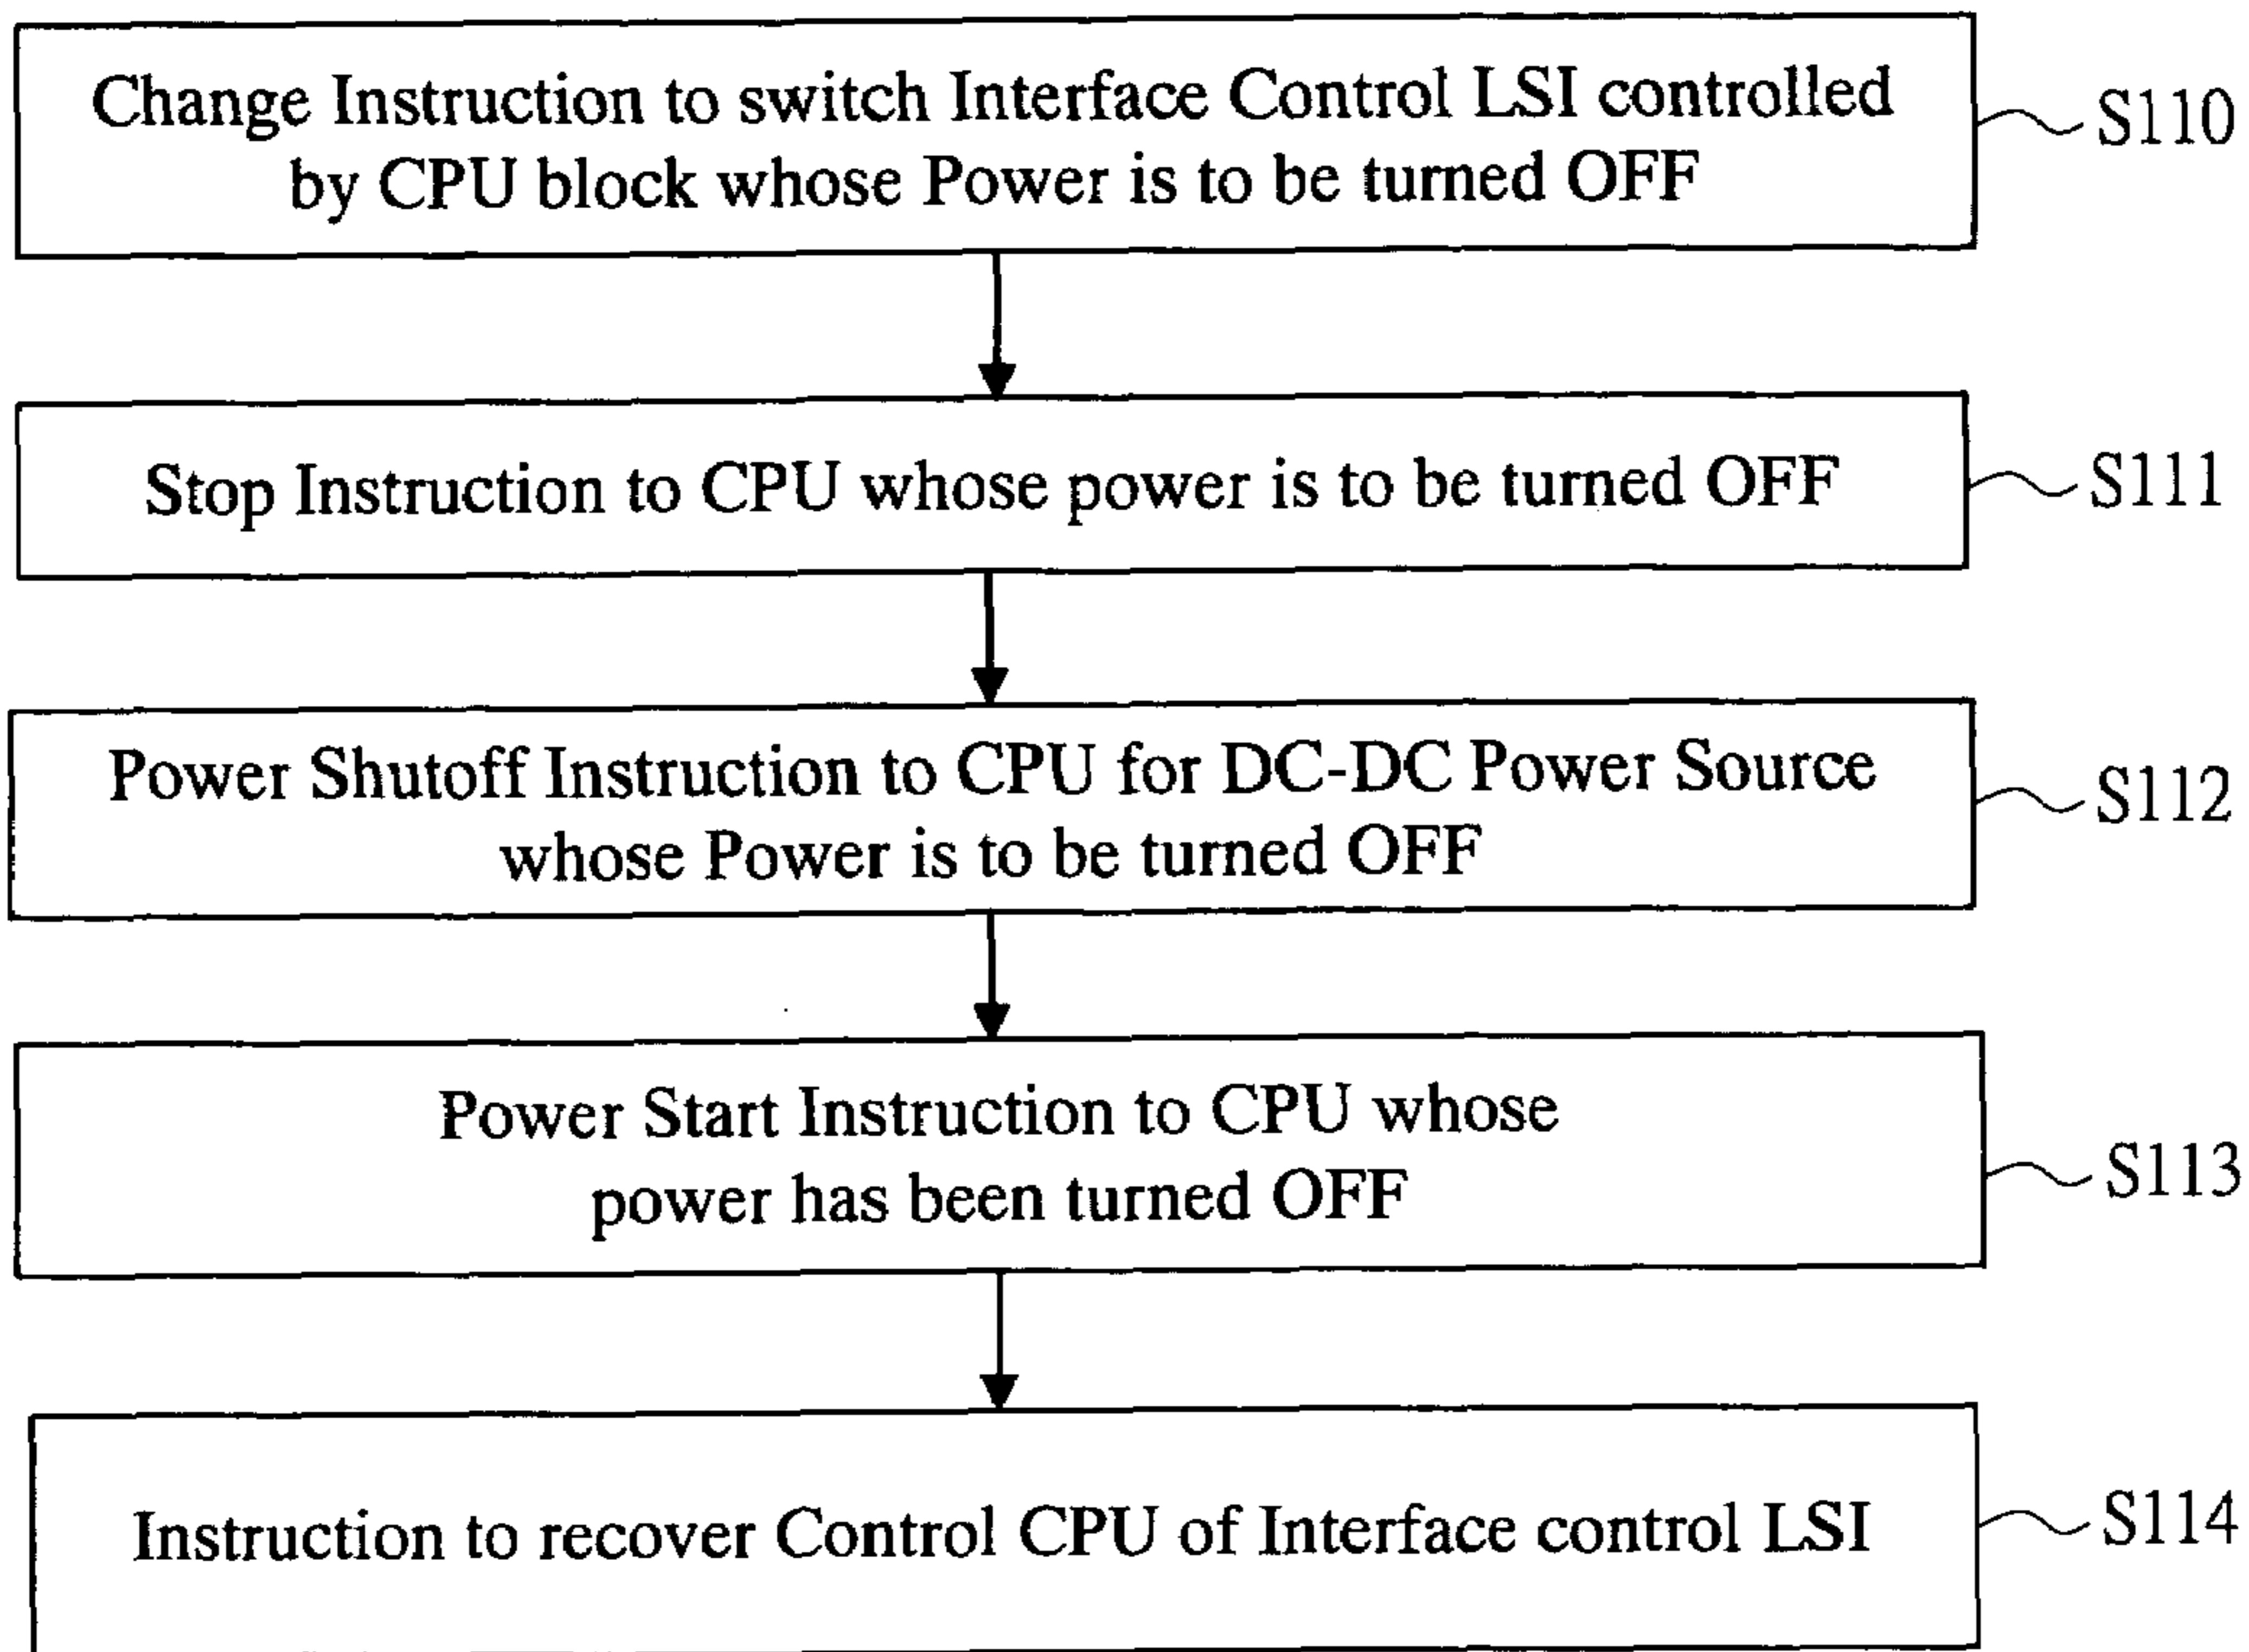 Change Instruction to switch Interface Control LSI controlled
by CPU block whose Power is to be turned OFF
S110
Stop Instruction to CPU whose power is to be turned OFF
S111
Power Shutoff Instruction to CPU for DC-DC Power Source
whose Power is to be turned OFF
S112
Power Start Instruction to CPU whose
power has been turned OFF
S113
Instruction to recover Control CPU of Interface control LSI
S114